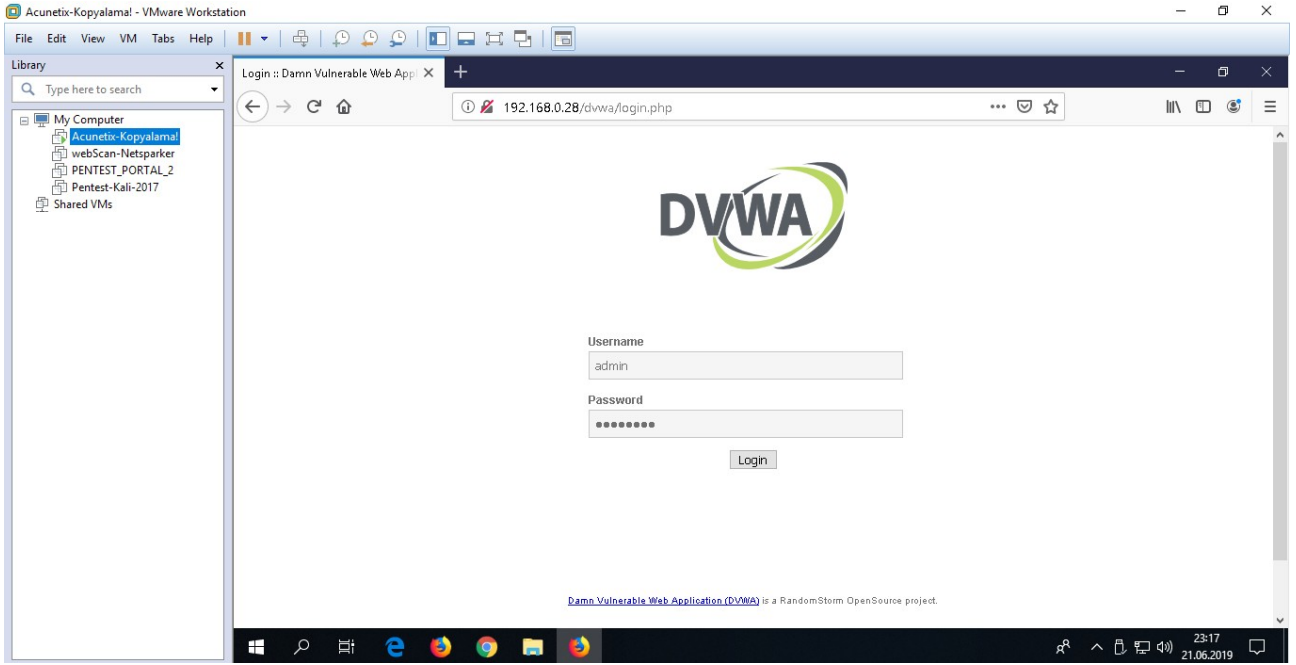 Acunetix-Kopyalama! - VMware Workstation
File Edit View VM Tabs Help
Library
Type here to search
My Computer
Acunetix-Kopyalama!
webScan-Netsparker
PENTEST_PORTAL_2
Pentest-Kali-2017
Shared VMs
Login :: Damn Vulnerable Web Appl
192.168.0.28/dvwa/login.php
DVWA
Username
admin
Password
Login
Damn Vulnerable Web Application (DVWA) is a RandomStorm OpenSource project.
23:17
21.06.2019